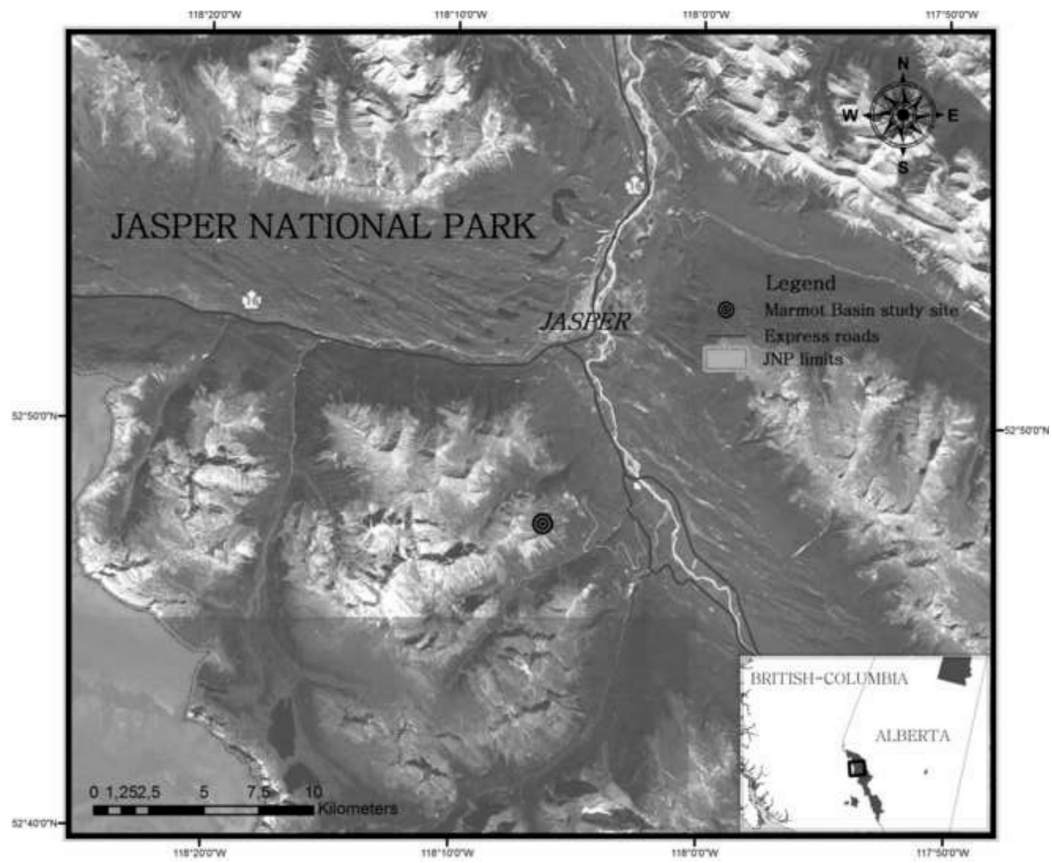 118°20'0"W 118°10'0"W 118°0'0"W 117°50'0"W
N
W E
S
JASPER NATIONAL PARK
16
16
Legend
Marmot Basin study site
JASPER
Express roads
JNP limits
52°50'0"N 52°50'0"N
BRITISH-COLUMBIA
ALBERTA
0 1,252,5 5 7,5 10
Kilometers
52°40'0"N
118°20'0"W 118°10'0"W 118°0'0"W 117°50'0"W